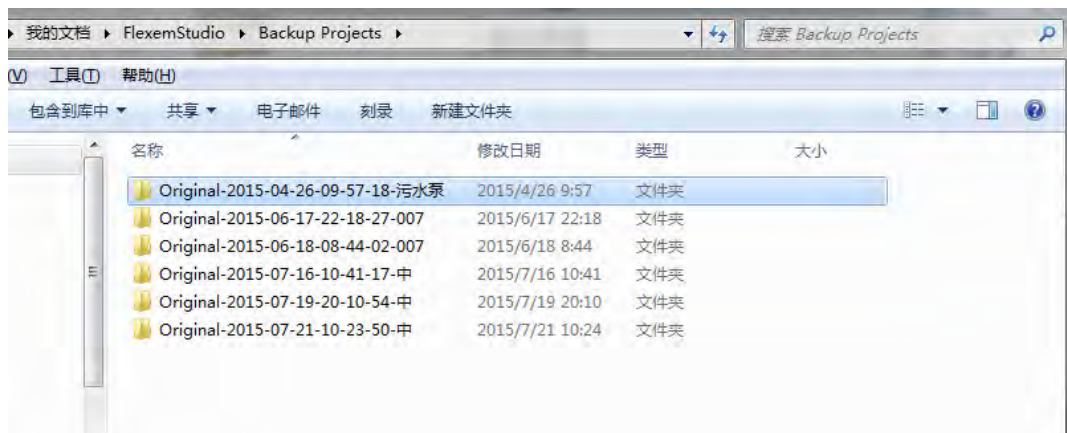 我的文档 FlexemStudio Backup Projects 搜索 Backup Projects
(V) 工具(T) 帮助(H)
包含到库中 共享 电子邮件 刻录 新建文件夹
名称 修改日期 类型 大小
Original-2015-04-26-09-57-18-污水泵 2015/4/26 9:57 文件夹
Original-2015-06-17-22-18-27-007 2015/6/17 22:18 文件夹
Original-2015-06-18-08-44-02-007 2015/6/18 8:44 文件夹
Original-2015-07-16-10-41-17-中 2015/7/16 10:41 文件夹
Original-2015-07-19-20-10-54-中 2015/7/19 20:10 文件夹
Original-2015-07-21-10-23-50-中 2015/7/21 10:24 文件夹